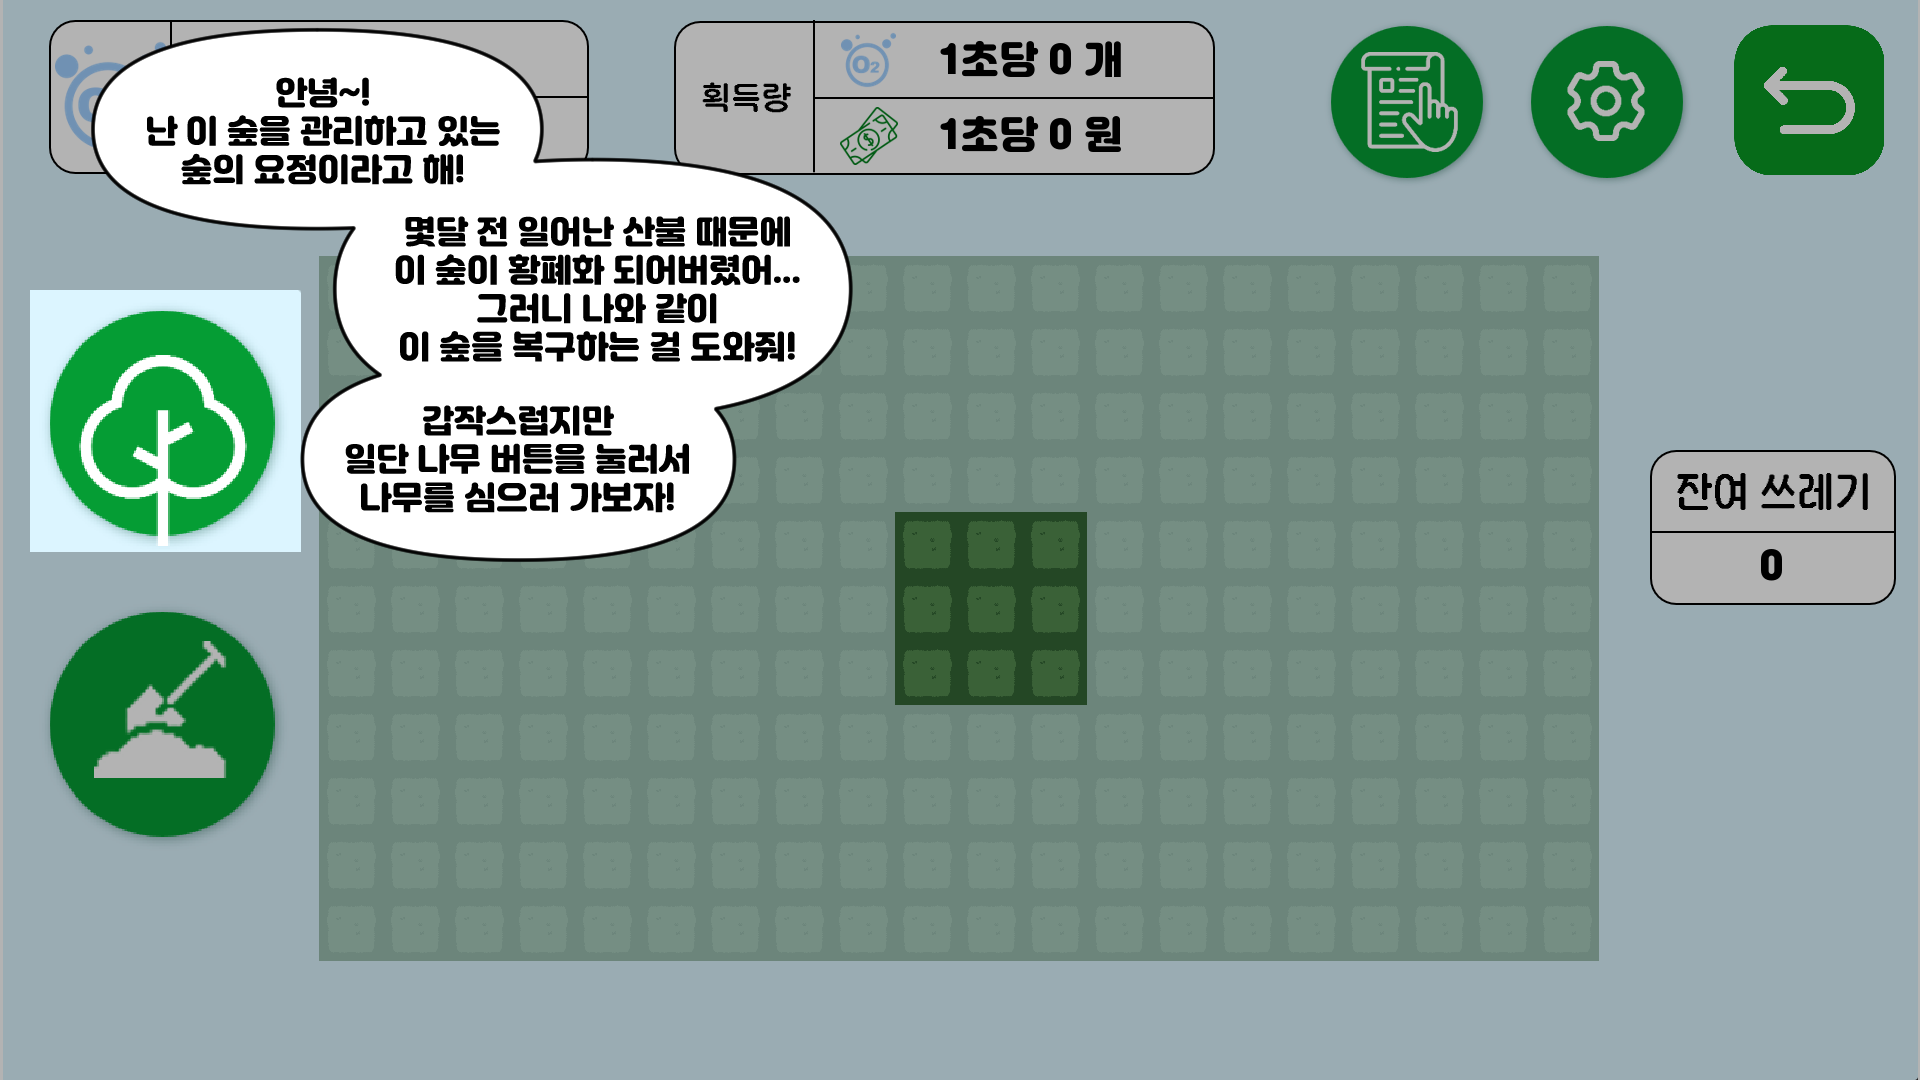 안녕~!
난 이 숲을 관리하고 있는
숲의 요정이라고 해!
몇달 전 일어난 산불 때문에
이 숲이 황폐화 되어버렸어...
그러니 나와 같이
이 숲을 복구하는 걸 도와줘!
갑작스럽지만
일단 나무 버튼을 눌러서
나무를 심으러 가보자!
획득량
O2
1초당 0 개
1초당 0 원
잔여 쓰레기
0